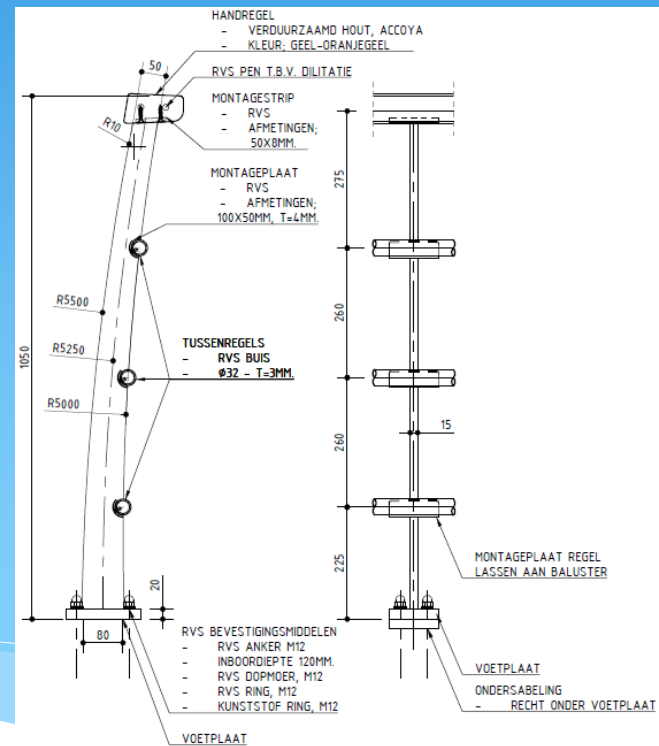 HANDREGEL
- VERDUURZAAMD HOUT, ACCOYA
- KLEUR; GEEL-ORANJEGEEL
50
RVS PEN T.B.V. DILITATIE
R10
MONTAGESTRIP
- RVS
- AFMETINGEN;
50X8MM.
275
MONTAGEPLAAT
- RVS
- AFMETINGEN;
100X50MM, T=4MM.
R5500
260
1050
R5250
TUSSENREGELS
- RVS BUIS
- Ø32 - T=3MM.
R5000
15
260
MONTAGEPLAAT REGEL
LASSEN AAN BALUSTER
225
20
80
RVS BEVESTIGINGSMIDDELEN
- RVS ANKER M12
- INBOORDIEPTE 120MM.
- RVS DOPMOER, M12
- RVS RING, M12
- KUNSTSTOF RING, M12
VOETPLAAT
VOETPLAAT
ONDERSABELING
- RECHT ONDER VOETPLAAT